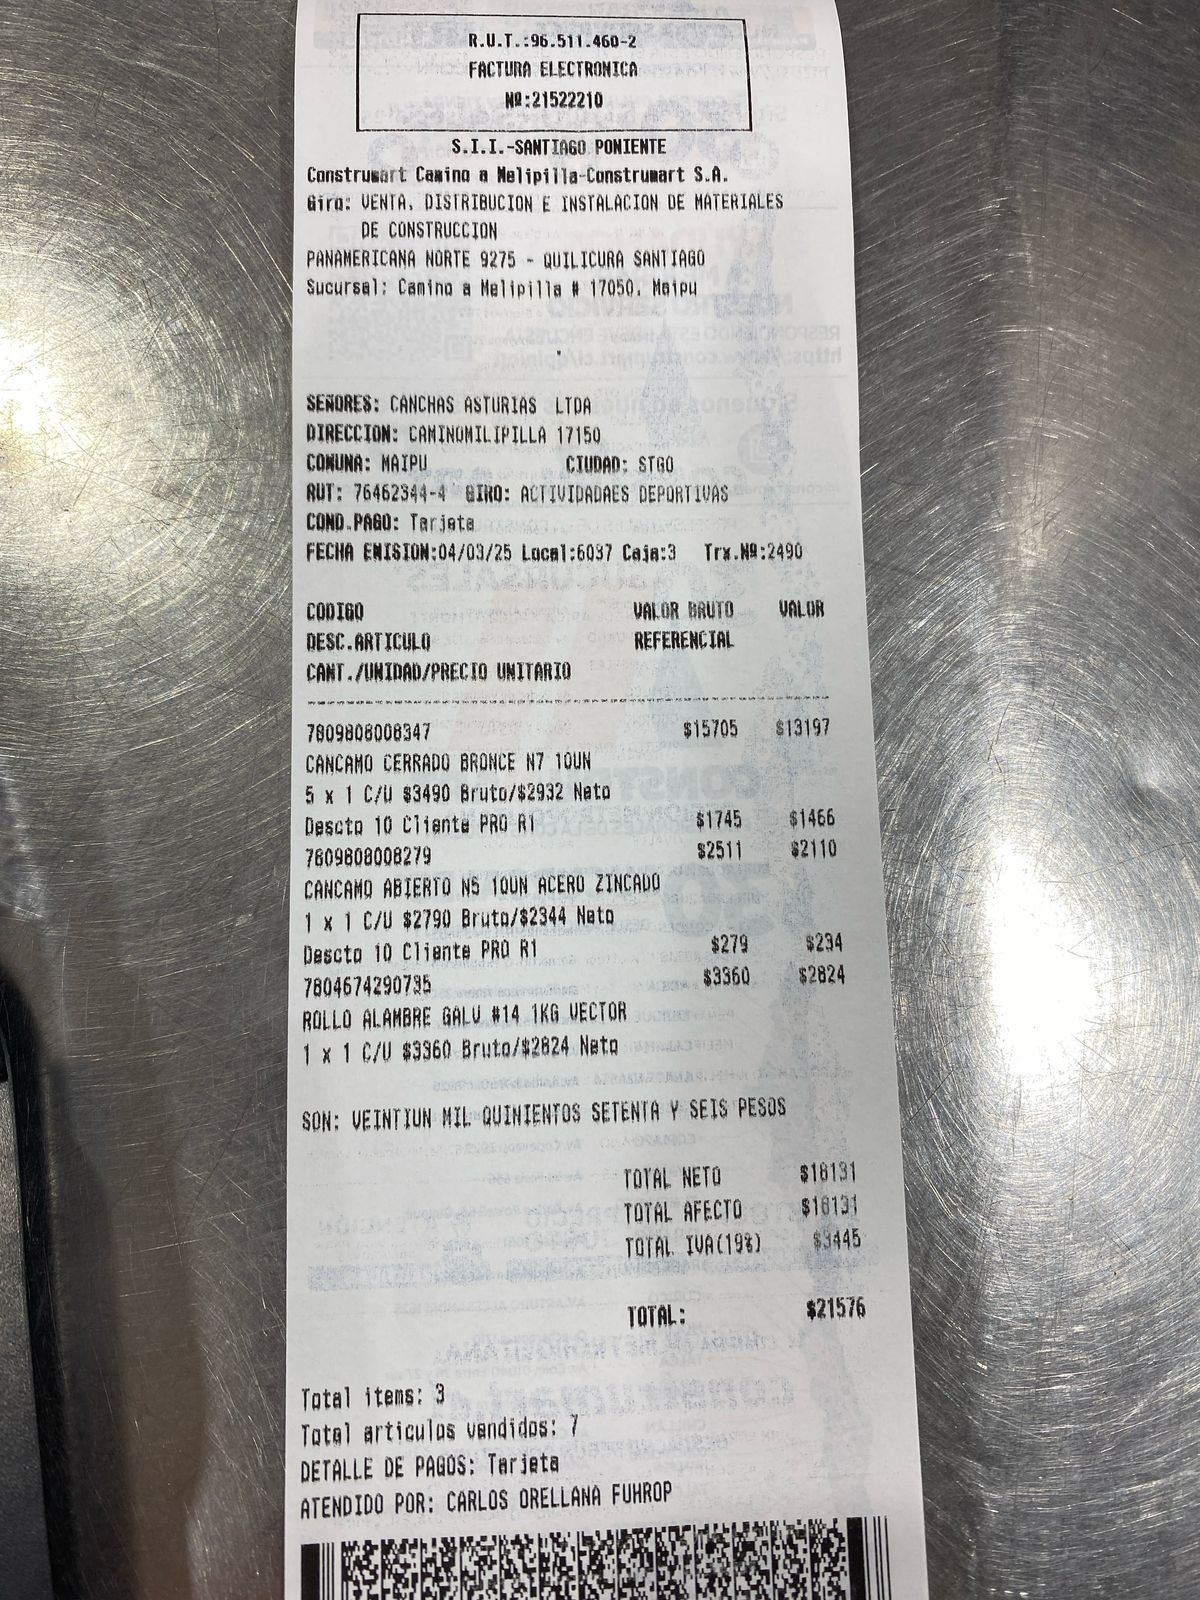 R.U.T.:96.511.460-2
FACTURA ELECTRONICA
Nº:21522210
S.I.I.-SANTIAGO PONIENTE
Construmart Camino a Melipilla-Construmart S.A.
Giro: VENTA, DISTRIBUCION E INSTALACION DE MATERIALES
DE CONSTRUCCION
PANAMERICANA NORTE 9275 - QUILICURA SANTIAGO
Sucursal: Camino a Melipilla # 17050, Maipu
SEÑORES: CANCHAS ASTURIAS LTDA
DIRECCION: CAMINOMILIPILLA 17150
COMUNA: MAIPU CIUDAD: STGO
RUT: 76462344-4 GIRO: ACTIVIDADAES DEPORTIVAS
COND.PAGO: Tarjeta
FECHA EMISION:04/03/25 Local:6037 Caja:3 Trx.Nº:2490
CODIGO VALOR BRUTO VALOR
DESC.ARTICULO REFERENCIAL
CANT./UNIDAD/PRECIO UNITARIO
7809808008347 $15705 $13197
CANCAMO CERRADO BRONCE N7 10UN
5 x 1 C/U $3490 Bruto/$2932 Neto
Descto 10 Cliente PRO R1 $1745 $1466
7809808008279 $2511 $2110
CANCAMO ABIERTO N5 10UN ACERO ZINCADO
1 x 1 C/U $2790 Bruto/$2344 Neto
Descto 10 Cliente PRO R1 $279 $234
7804674290735 $3360 $2824
ROLLO ALAMBRE GALV #14 1KG VECTOR
1 x 1 C/U $3360 Bruto/$2824 Neto
SON: VEINTIUN MIL QUINIENTOS SETENTA Y SEIS PESOS
TOTAL NETO $18131
TOTAL AFECTO $18131
TOTAL IVA(19%) $3445
TOTAL: $21576
Total items: 3
Total articulos vendidos: 7
DETALLE DE PAGOS: Tarjeta
ATENDIDO POR: CARLOS ORELLANA FUHROP